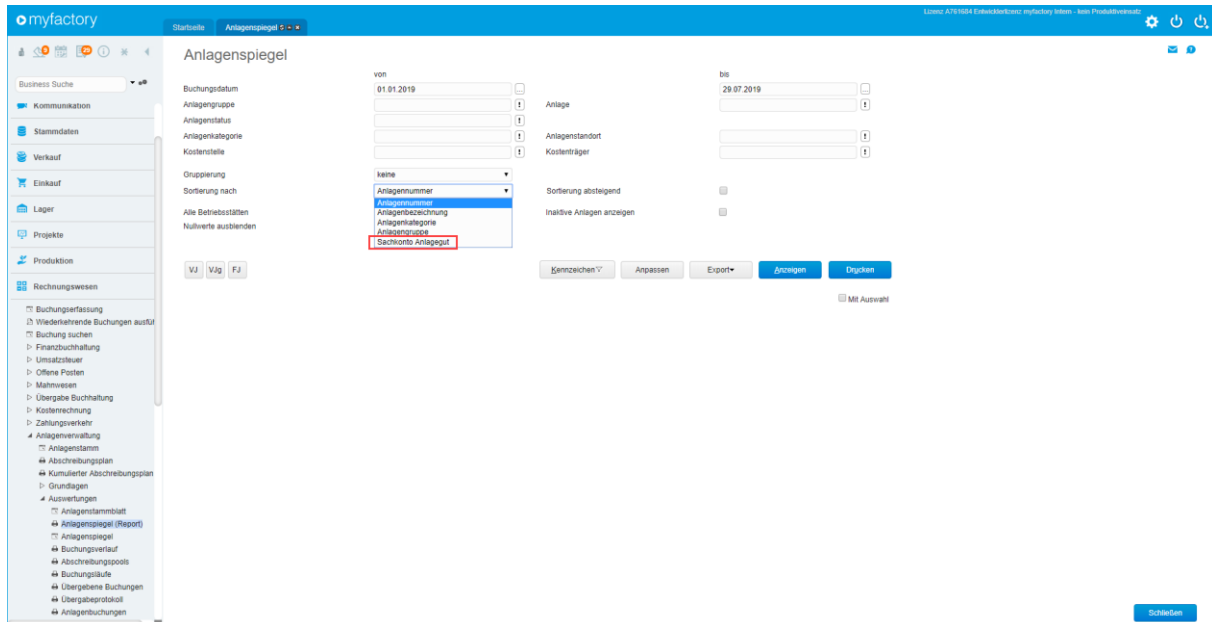 myfactory
Startseite
Anlagenspiegel
Lizenz A761604 Entwicklerlizenz myfactory Intern - kein Produktiveinsatz
Business Suche
Kommunikation
Stammdaten
Verkauf
Einkauf
Lager
Projekte
Produktion
Rechnungswesen
Buchungserfassung
Wiederkehrende Buchungen ausfüh
Buchung suchen
Finanzbuchhaltung
Umsatzsteuer
Offene Posten
Mahnwesen
Übergabe Buchhaltung
Kostenrechnung
Zahlungsverkehr
Anlagenverwaltung
Anlagenstamm
Abschreibungsplan
Kumulierter Abschreibungsplan
Grundlagen
Auswertungen
Anlagenstammblatt
Anlagenspiegel (Report)
Anlagenspiegel
Buchungsverlauf
Abschreibungspools
Buchungsläufe
Übergebene Buchungen
Übergabeprotokoll
Anlagenbuchungen
Anlagenspiegel
von bis
Buchungsdatum 01.01.2019 29.07.2019
Anlagengruppe Anlage
Anlagenstatus
Anlagenkategorie Anlagenstandort
Kostenstelle Kostenträger
Gruppierung keine
Sortierung nach Anlagennummer Sortierung absteigend
Anlagennummer
Alle Betriebsstätten Anlagenbezeichnung Inaktive Anlagen anzeigen
Anlagenkategorie
Nullwerte ausblenden
Anlagengruppe
Sachkonto Anlagegut
VJ VJg FJ Kennzeichen Anpassen Export Anzeigen Drucken
Mit Auswahl
Schließen